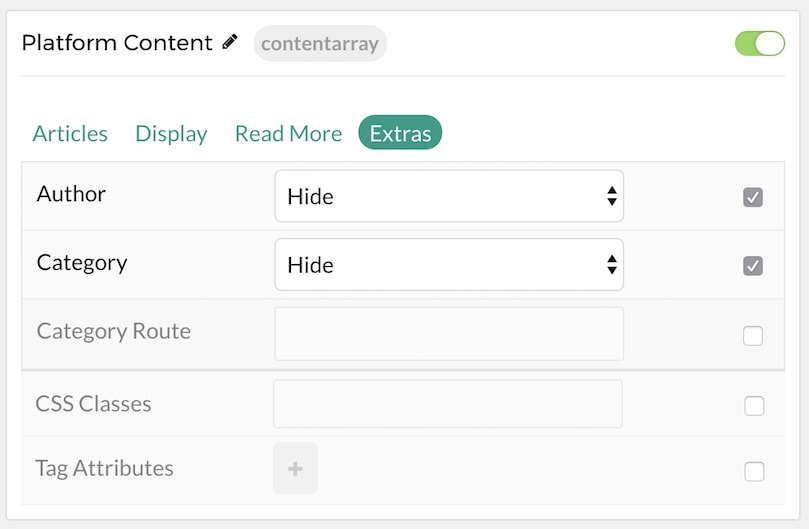 Platform Content contentarray
Articles Display Read More Extras
Author Hide
Category Hide
Category Route
CSS Classes
Tag Attributes +